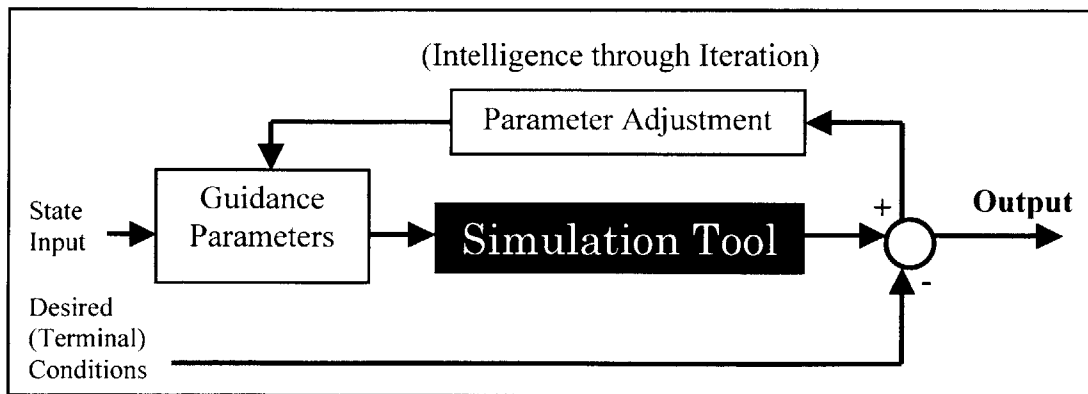 (Intelligence through Iteration)
Parameter Adjustment
Guidance
Parameters
State
Input
Simulation Tool
+
Output
-
Desired
(Terminal)
Conditions